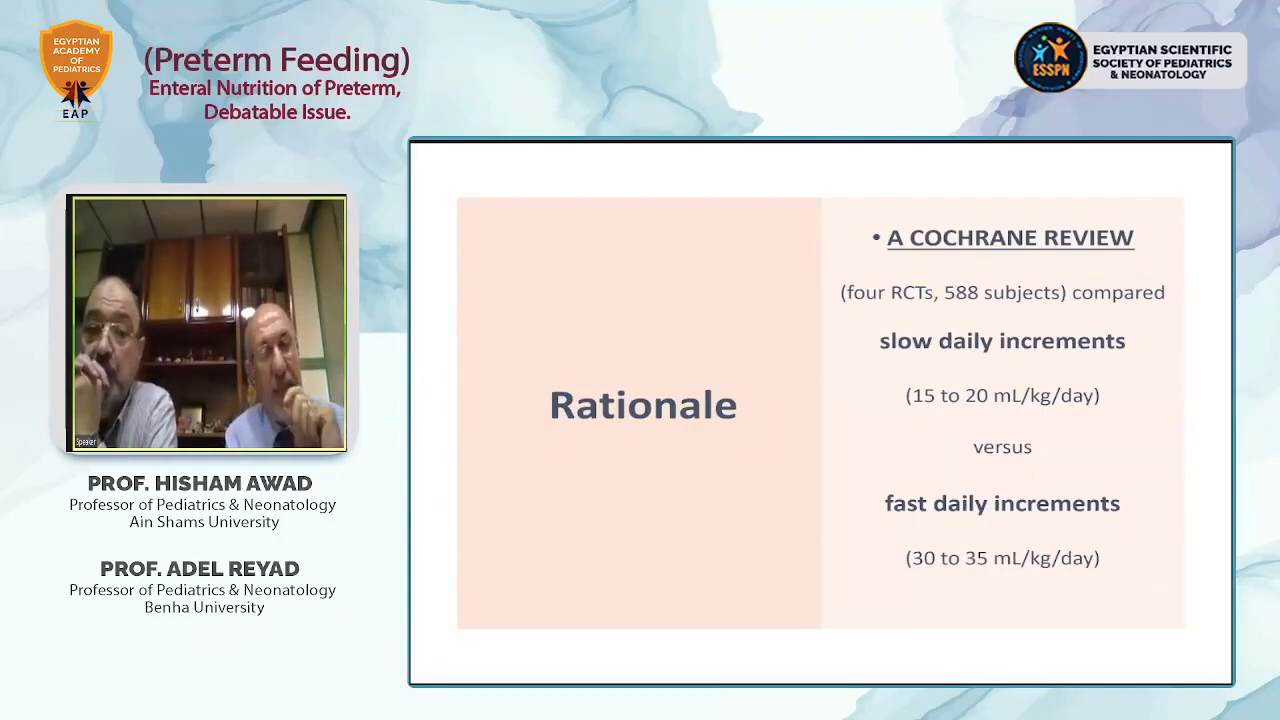 EGYPTIAN
ACADEMY
OF
PEDIATRICS
EAP
(Preterm Feeding)
Enteral Nutrition of Preterm,
Debatable Issue.
ESSPN
EGYPTIAN SCIENTIFIC
SOCIETY OF PEDIATRICS
& NEONATOLOGY
Speaker
PROF. HISHAM AWAD
Professor of Pediatrics & Neonatology
Ain Shams University
PROF. ADEL REYAD
Professor of Pediatrics & Neonatology
Benha University
Rationale
• A COCHRANE REVIEW
(four RCTs, 588 subjects) compared
slow daily increments
(15 to 20 mL/kg/day)
versus
fast daily increments
(30 to 35 mL/kg/day)